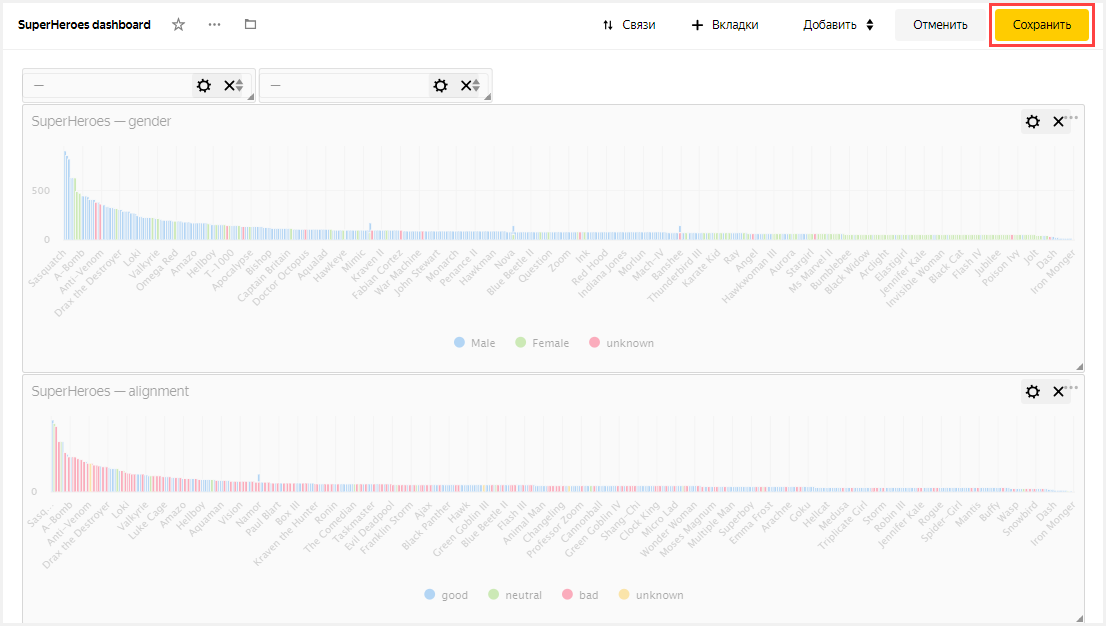 SuperHeroes dashboard
Связи
Вкладки
Добавить
Отменить
Сохранить
—
—
SuperHeroes — gender
500
0
Sasquatch
A-Bomb
Anti-Venom
Drax the Destroyer
Loki
Valkyrie
Omega Red
Amazo
Hellboy
T-1000
Apocalypse
Bishop
Captain Britain
Doctor Octopus
Aqualad
Hawkeye
Mimic
Kraven II
Fabian Cortez
War Machine
John Stewart
Monarch
Penance II
Hawkman
Nova
Blue Beetle II
Question
Zoom
Ink
Red Hood
Indiana Jones
Morlun
Mach-IV
Banshee
Thunderbird III
Karate Kid
Ray
Angel
Hawkwoman III
Aurora
Stargirl
Ms Marvel II
Bumblebee
Black Widow
Arclight
Elastigirl
Jennifer Kale
Invisible Woman
Black Cat
Flash IV
Jubilee
Poison Ivy
Jolt
Dash
Iron Monger
Male
Female
unknown
SuperHeroes — alignment
0
Sasq...
A-Bomb
Anti-Venom
Drax the Destroyer
Loki
Valkyrie
Luke Cage
Amazo
Hellboy
Aquaman
Vision
Namor
Paul Blart
Box III
Kraven the Hunter
Ronin
The Comedian
Taskmaster
Evil Deadpool
Franklin Storm
Ajax
Black Panther
Hawk
Green Goblin III
Blue Beetle II
Flash III
Animal Man
Changeling
Professor Zoom
Cannonball
Green Goblin IV
Shang-Chi
Clock King
Micro Lad
Wonder Woman
Moses Magnum
Multiple Man
Superboy
Emma Frost
Arachne
Goku
Hellcat
Medusa
Triplicate Girl
Storm
Robin III
Jennifer Kale
Rogue
Spider-Girl
Mantis
Buffy
Wasp
Snowbird
Dash
Iron Monger
good
neutral
bad
unknown